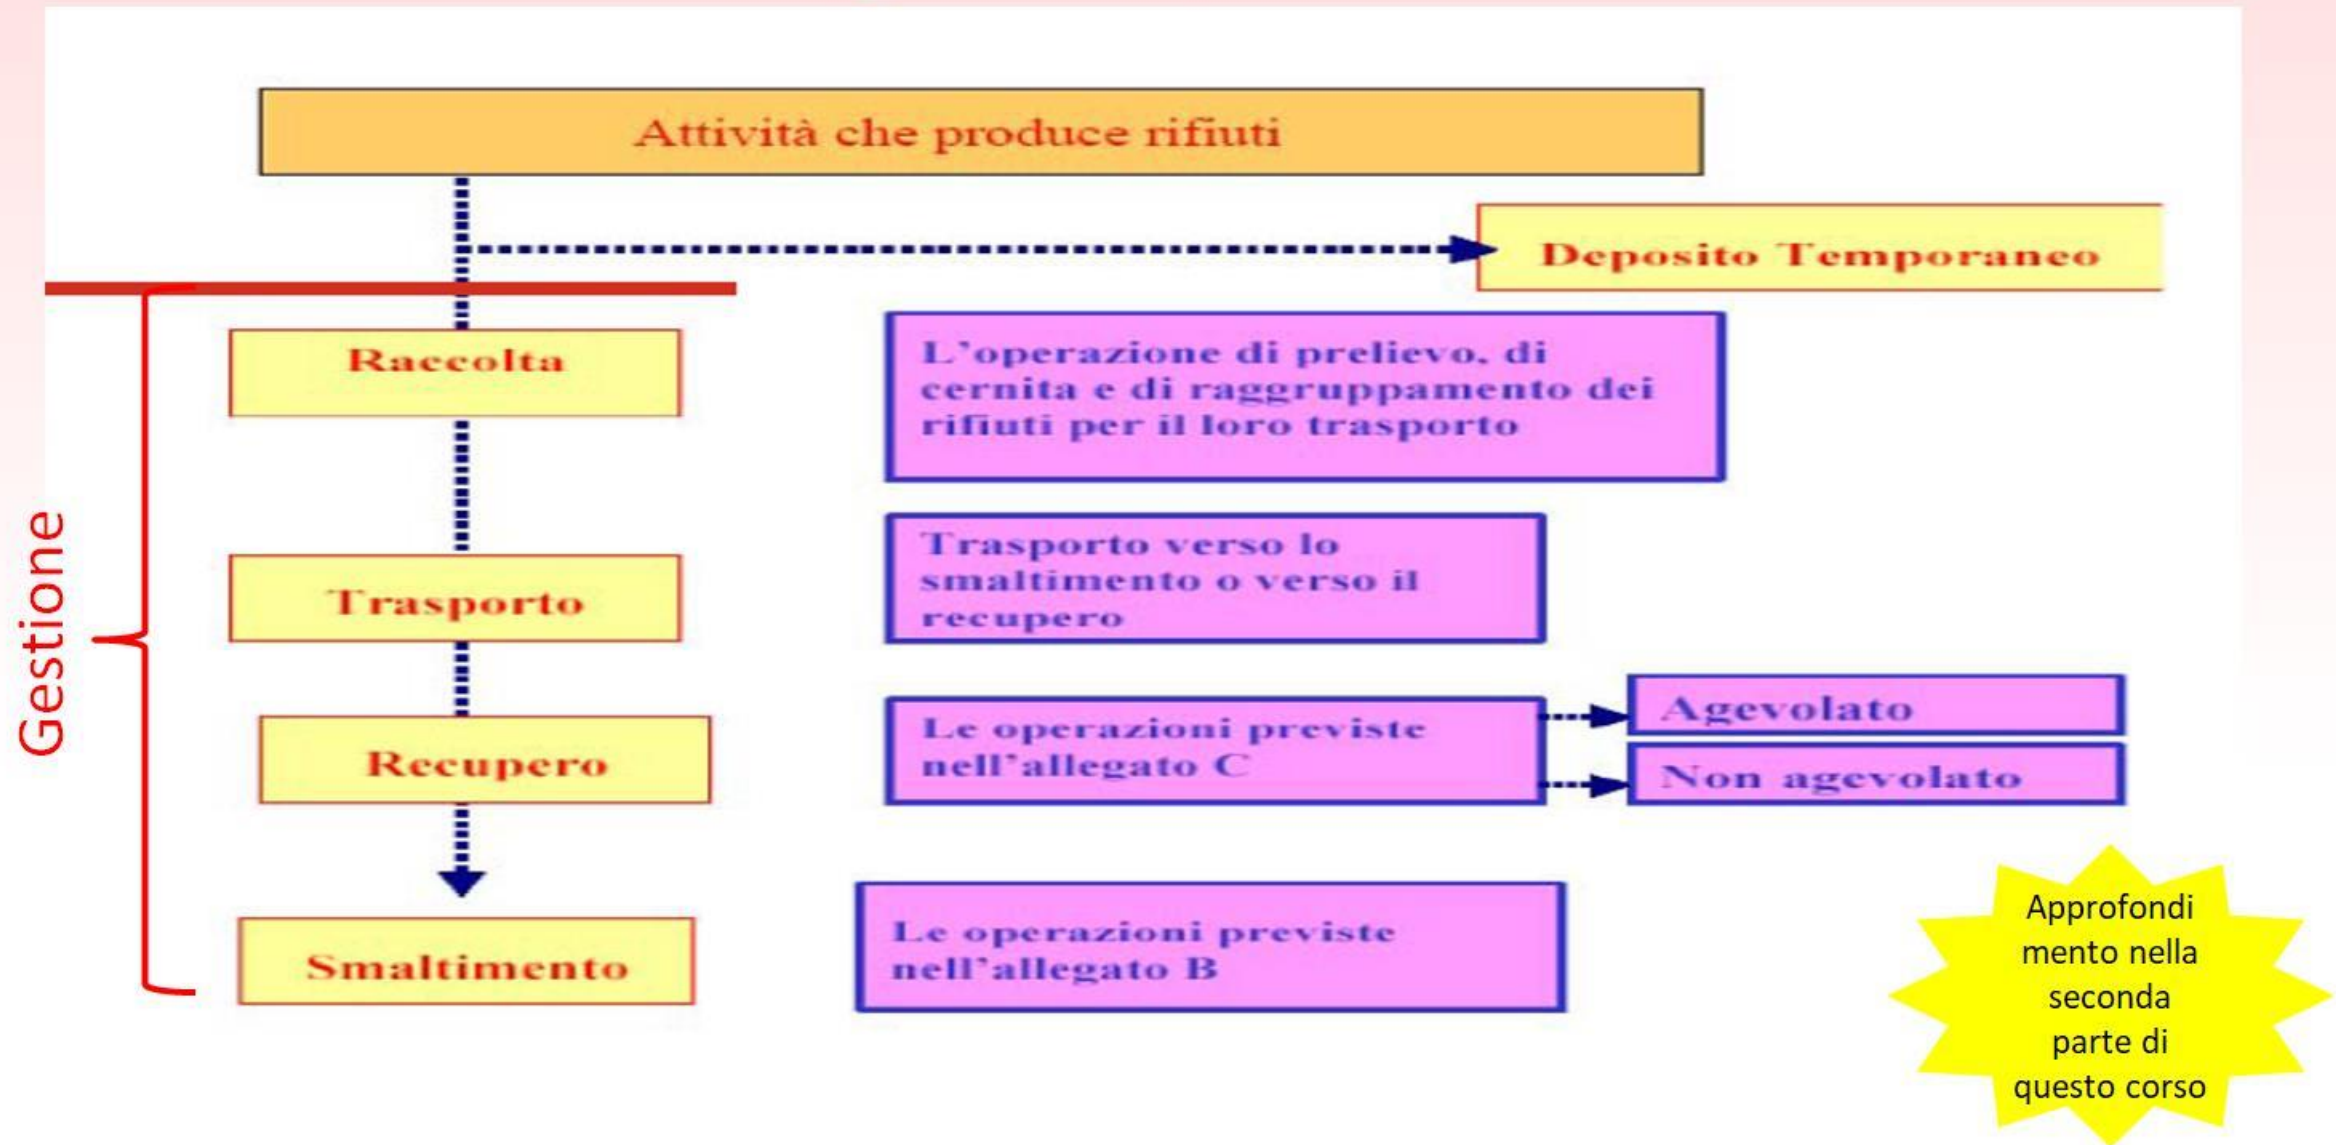 Attività che produce rifiuti
Deposito Temporaneo
Gestione
Raccolta
L'operazione di prelievo, di
cernita e di raggruppamento dei
rifiuti per il loro trasporto
Trasporto
Trasporto verso lo
smaltimento o verso il
recupero
Recupero
Le operazioni previste
nell'allegato C
Agevolato
Non agevolato
Smaltimento
Le operazioni previste
nell'allegato B
Approfondi
mento nella
seconda
parte di
questo corso